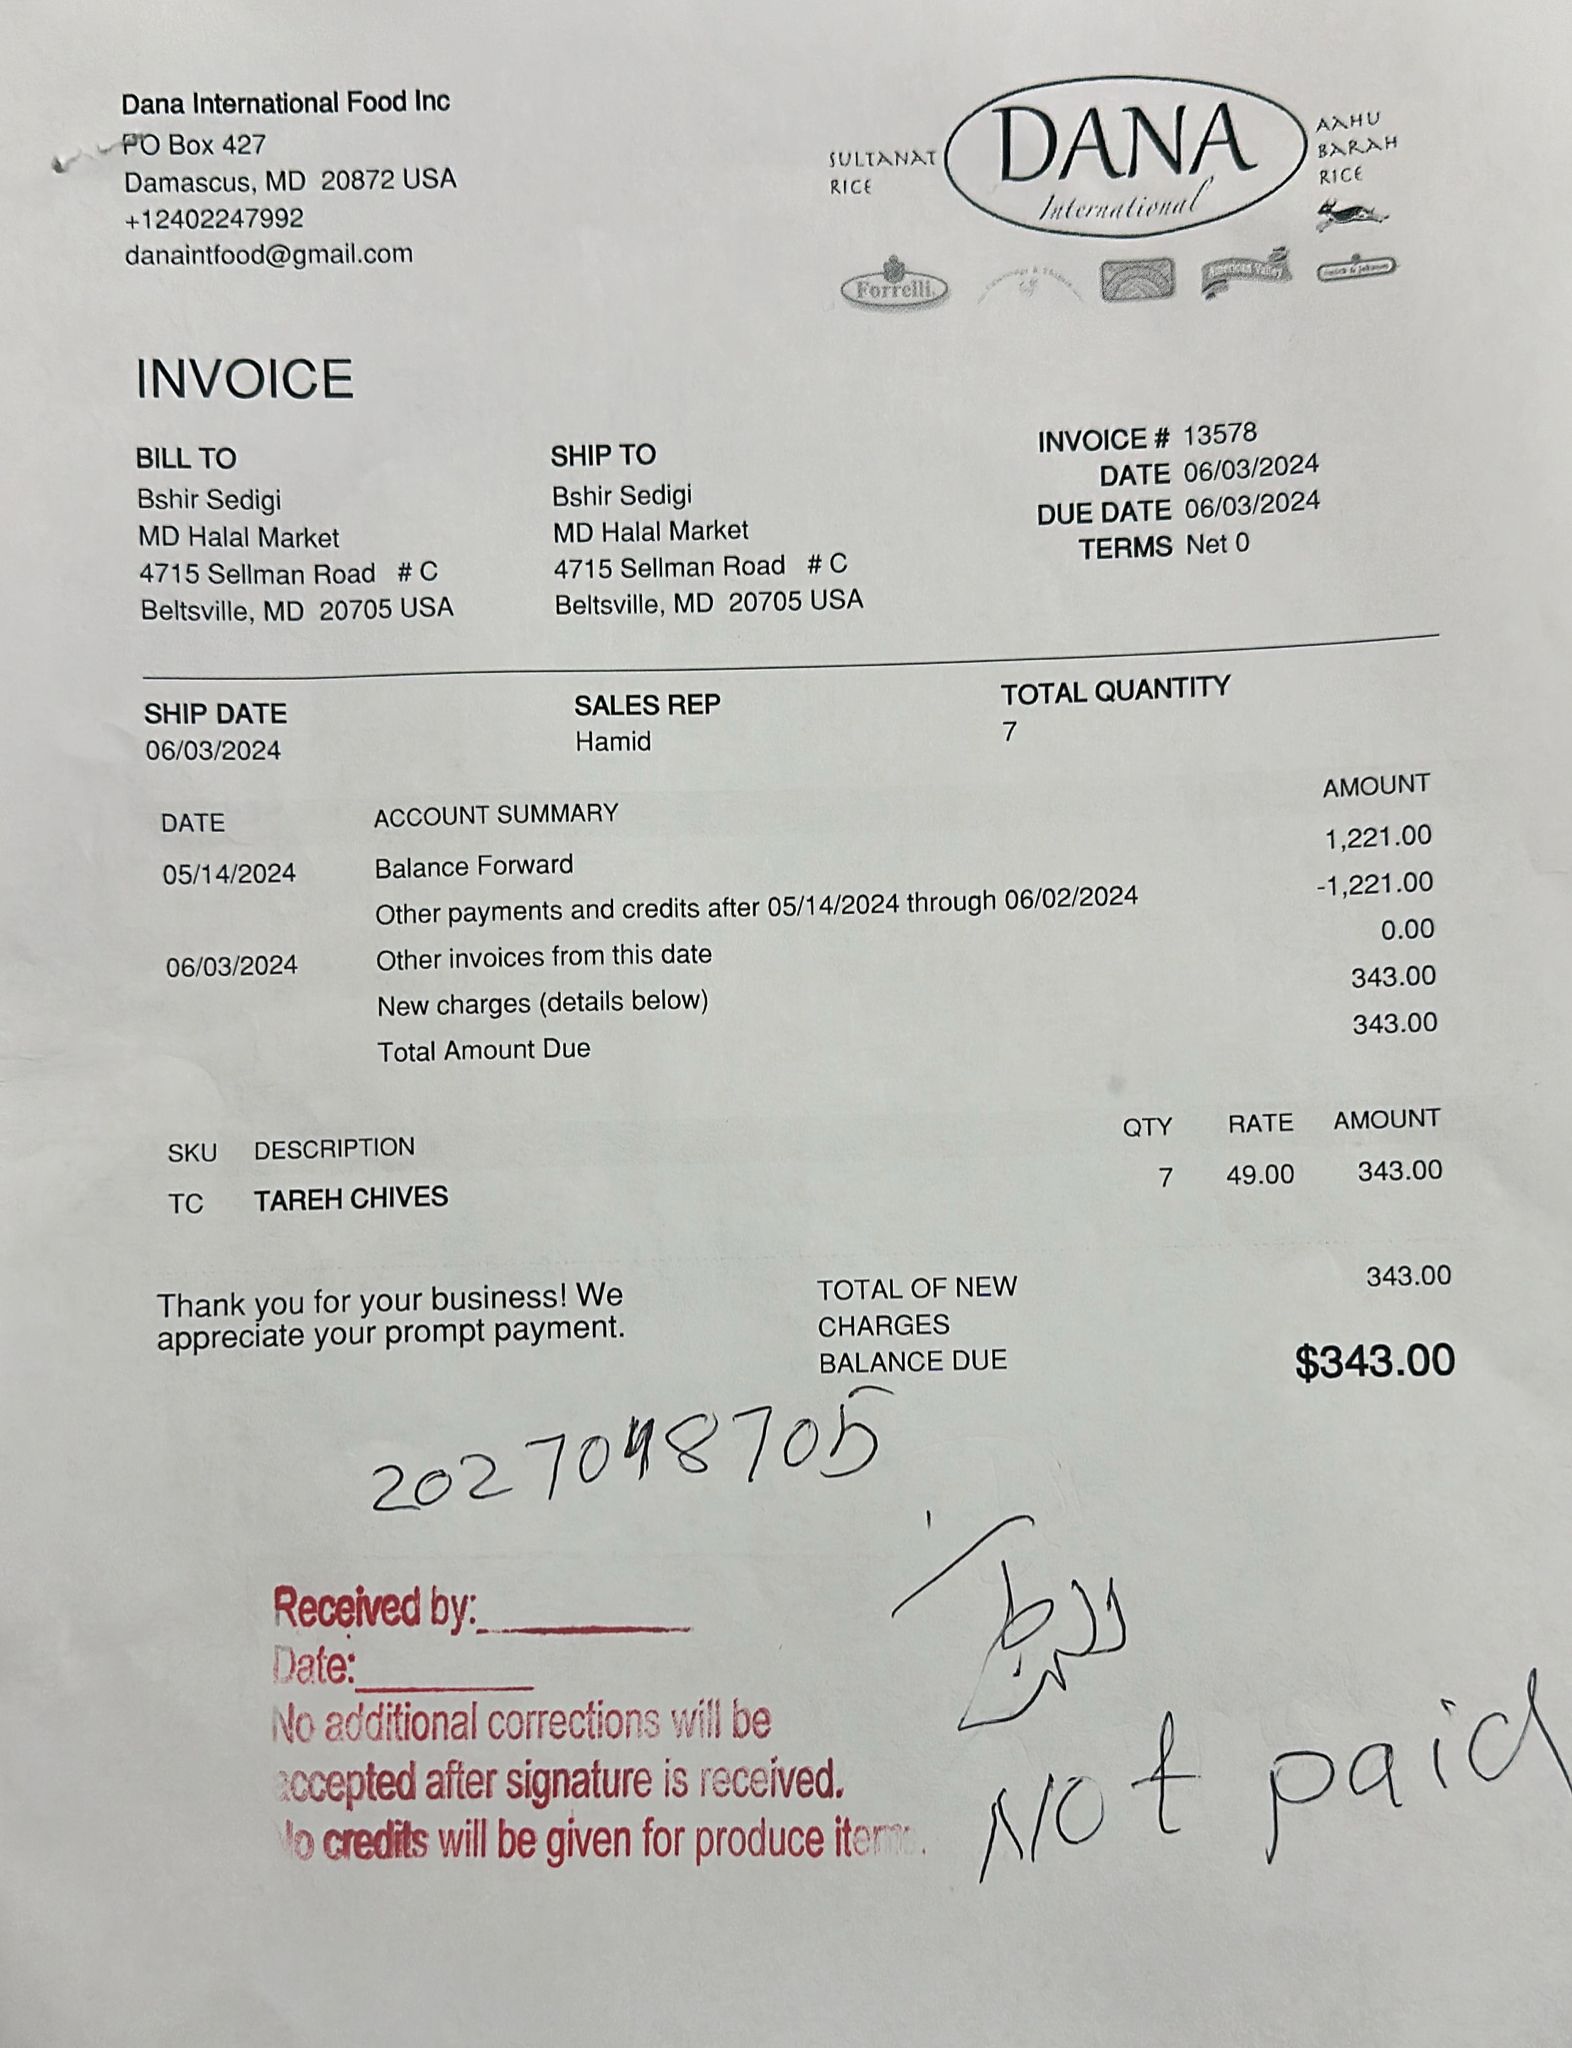 Dana International Food Inc
PO Box 427
Damascus, MD 20872 USA
+12402247992
danaintfood@gmail.com
SULTANAT
RICE
DANA
International
AAHU
BARAH
RICE
Forrelli
American Valley
INVOICE
BILL TO
Bshir Sedigi
MD Halal Market
4715 Sellman Road # C
Beltsville, MD 20705 USA
SHIP TO
Bshir Sedigi
MD Halal Market
4715 Sellman Road # C
Beltsville, MD 20705 USA
INVOICE # 13578
DATE 06/03/2024
DUE DATE 06/03/2024
TERMS Net 0
SHIP DATE
06/03/2024
SALES REP
Hamid
TOTAL QUANTITY
7
DATE ACCOUNT SUMMARY AMOUNT
05/14/2024 Balance Forward 1,221.00
Other payments and credits after 05/14/2024 through 06/02/2024 -1,221.00
06/03/2024 Other invoices from this date 0.00
New charges (details below) 343.00
Total Amount Due 343.00
SKU DESCRIPTION QTY RATE AMOUNT
TC TAREH CHIVES 7 49.00 343.00
Thank you for your business! We
appreciate your prompt payment.
TOTAL OF NEW
CHARGES
343.00
BALANCE DUE $343.00
2027048705
Received by:
Date:
No additional corrections will be
accepted after signature is received.
No credits will be given for produce items.
Not paid